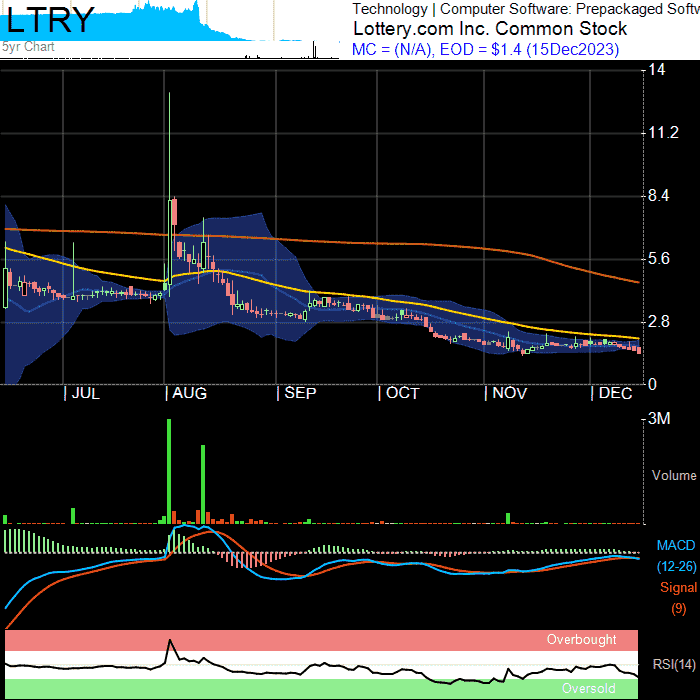 LTRY
5yr Chart
Technology | Computer Software: Prepackaged Softw
Lottery.com Inc. Common Stock
MC = (N/A), EOD = $1.4 (15Dec2023)
14
11.2
8.4
5.6
2.8
0
| JUL | AUG | SEP | OCT | NOV | DEC
3M
Volume
MACD
(12-26)
Signal
(9)
Overbought
RSI(14)
Oversold